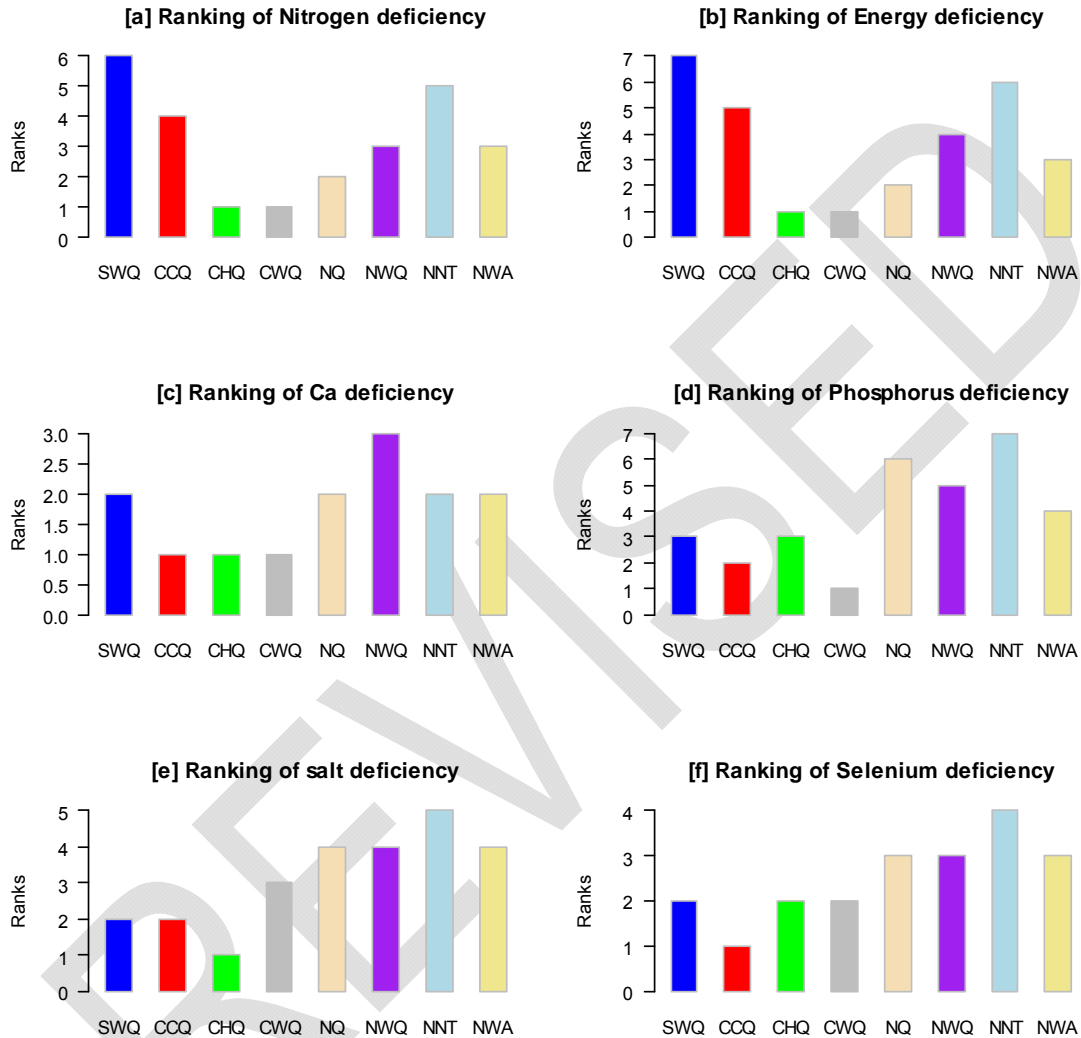 [a] Ranking of Nitrogen deficiency
Ranks
6
5
4
3
2
1
0
SWQ CCQ CHQ CWQ NQ NWQ NNT NWA
[b] Ranking of Energy deficiency
Ranks
7
6
5
4
3
2
1
0
SWQ CCQ CHQ CWQ NQ NWQ NNT NWA
[c] Ranking of Ca deficiency
Ranks
3.0
2.5
2.0
1.5
1.0
0.5
0.0
SWQ CCQ CHQ CWQ NQ NWQ NNT NWA
[d] Ranking of Phosphorus deficiency
Ranks
7
6
5
4
3
2
1
0
SWQ CCQ CHQ CWQ NQ NWQ NNT NWA
[e] Ranking of salt deficiency
Ranks
5
4
3
2
1
0
SWQ CCQ CHQ CWQ NQ NWQ NNT NWA
[f] Ranking of Selenium deficiency
Ranks
4
3
2
1
0
SWQ CCQ CHQ CWQ NQ NWQ NNT NWA
REVISED